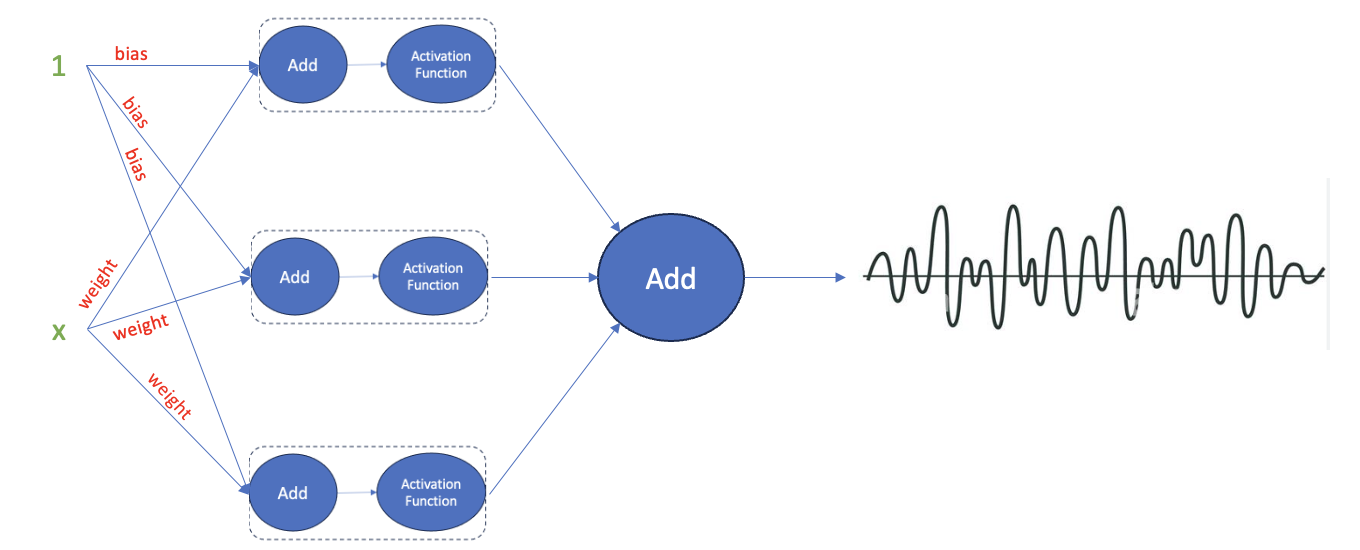 1
bias
Add
Activation
Function
bias
bias
weight
Add
Activation
Function
Add
x
weight
weight
Add
Activation
Function